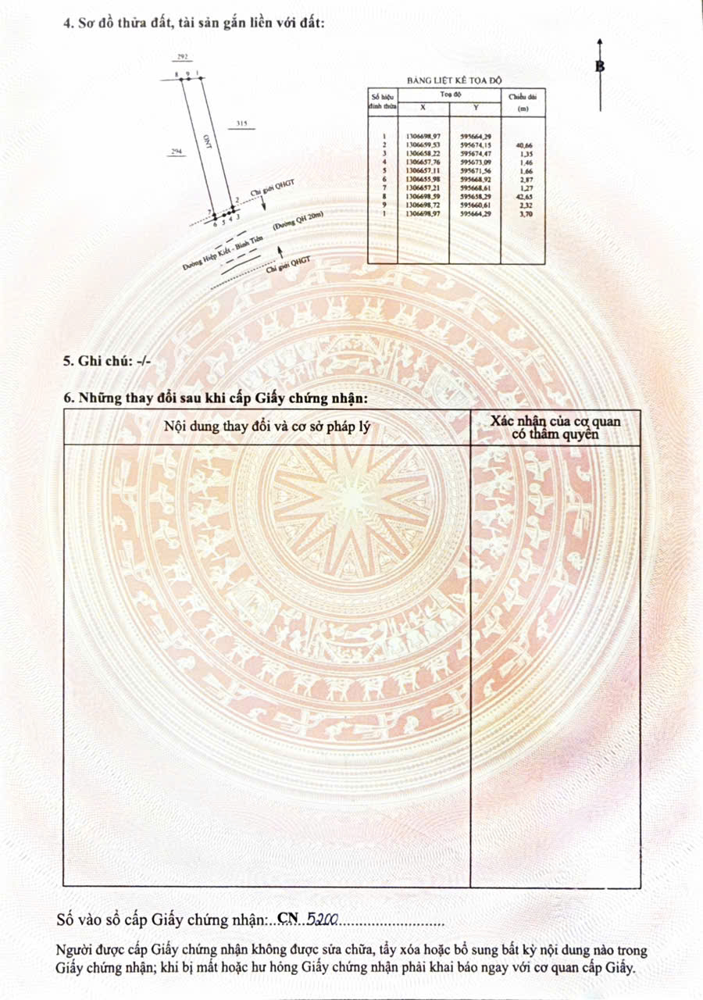 4. Sơ đồ thửa đất, tài sản gắn liền với đất:
292
8 9 1
315
ONT
294
B
Chỉ giới QHGT
2
7
6 5 4 3
(Đường QH 20m)
Đường Hiệp Kiết - Bình Tiên
Chỉ giới QHGT
BẢNG LIỆT KÊ TỌA ĐỘ
Số hiệu đỉnh thửa Toạ độ Chiều dài (m)
X Y
1 1306698,97 595664,29
2 1306659,53 595674,15 40,66
3 1306658,22 595674,47 1,35
4 1306657,76 595673,09 1,46
5 1306657,11 595671,56 1,66
6 1306655,98 595668,92 2,87
7 1306657,21 595668,61 1,27
8 1306698,59 595658,29 42,65
9 1306698,72 595660,61 2,32
1 1306698,97 595664,29 3,70
5. Ghi chú: -/-
6. Những thay đổi sau khi cấp Giấy chứng nhận:
Nội dung thay đổi và cơ sở pháp lý
Xác nhận của cơ quan
có thẩm quyền
Số vào sổ cấp Giấy chứng nhận:..CN..5200..........................
Người được cấp Giấy chứng nhận không được sửa chữa, tẩy xóa hoặc bổ sung bất kỳ nội dung nào trong
Giấy chứng nhận; khi bị mất hoặc hư hỏng Giấy chứng nhận phải khai báo ngay với cơ quan cấp Giấy.